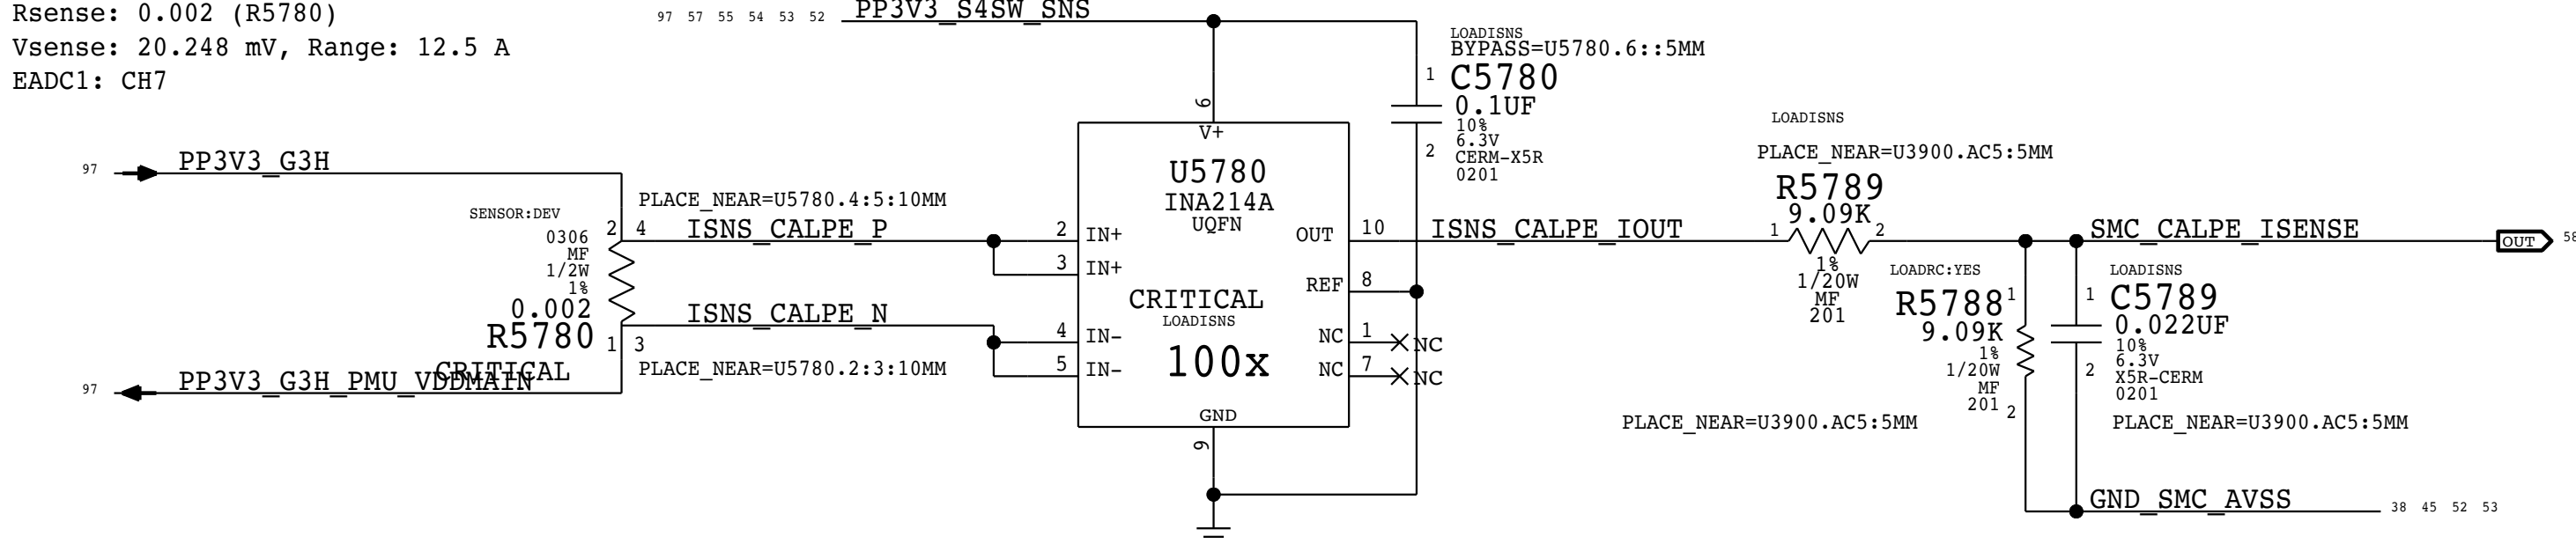 Rsense: 0.002 (R5780)
Vsense: 20.248 mV, Range: 12.5 A
EADC1: CH7
97 57 55 54 53 52
PP3V3_S4SW_SNS
LOADISNS
BYPASS=U5780.6::5MM
1
C5780
0.1UF
10%
6.3V
CERM-X5R
0201
2
6
V+
U5780
INA214A
UQFN
97
PP3V3_G3H
PLACE_NEAR=U5780.4:5:10MM
SENSOR:DEV
0306
MF
1/2W
1%
0.002
R5780
CRITICAL
2 4
1 3
ISNS_CALPE_P
ISNS_CALPE_N
PLACE_NEAR=U5780.2:3:10MM
97
PP3V3_G3H_PMU_VDDMAIN
2 IN+
3 IN+
4 IN-
5 IN-
CRITICAL
LOADISNS
100x
OUT 10
REF 8
NC 1 NC
NC 7 NC
GND
9
ISNS_CALPE_IOUT
LOADISNS
PLACE_NEAR=U3900.AC5:5MM
R5789
9.09K
1 2
1%
1/20W
MF
201
SMC_CALPE_ISENSE
OUT
58
LOADRC:YES
R5788
9.09K
1%
1/20W
MF
201
1
2
PLACE_NEAR=U3900.AC5:5MM
LOADISNS
1
C5789
0.022UF
10%
6.3V
X5R-CERM
0201
2
PLACE_NEAR=U3900.AC5:5MM
GND_SMC_AVSS
38 45 52 53